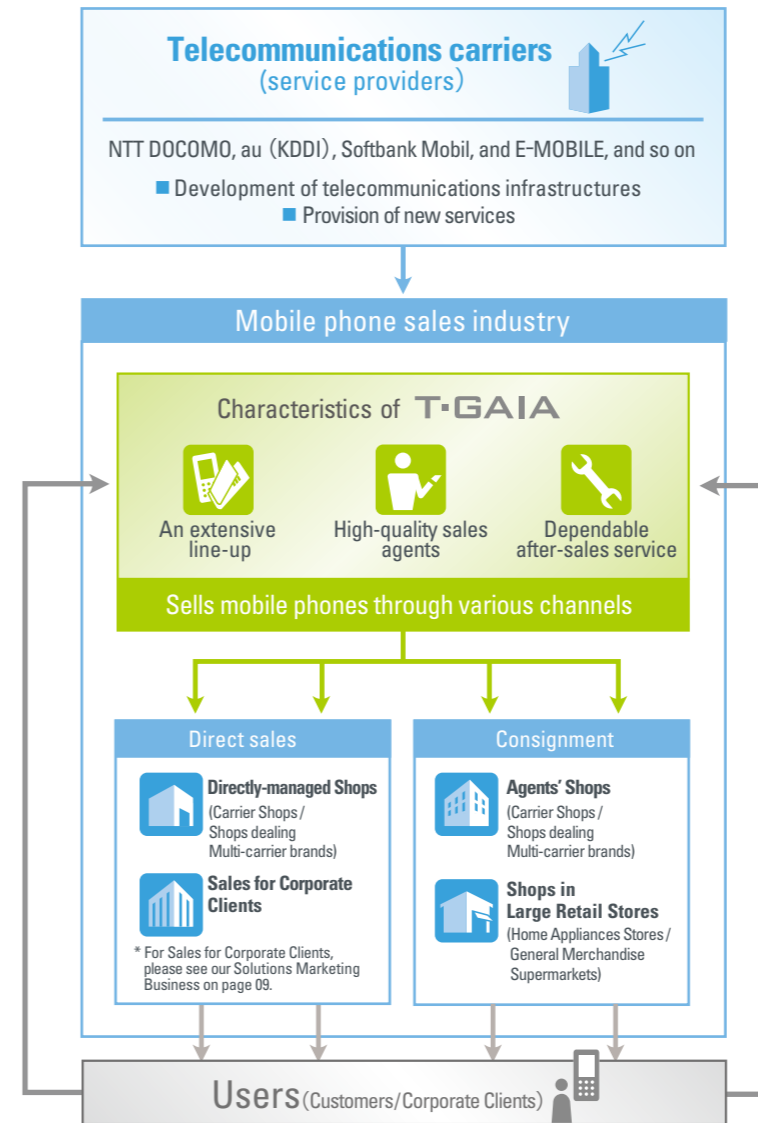 Telecommunications carriers
(service providers)
NTT DOCOMO, au (KDDI), Softbank Mobil, and E-MOBILE, and so on
■ Development of telecommunications infrastructures
■ Provision of new services
Mobile phone sales industry
Characteristics of T-GAIA
An extensive
line-up
High-quality sales
agents
Dependable
after-sales service
Sells mobile phones through various channels
Direct sales
Directly-managed Shops
(Carrier Shops /
Shops dealing
Multi-carrier brands)
Sales for Corporate
Clients
* For Sales for Corporate Clients,
please see our Solutions Marketing
Business on page 09.
Consignment
Agents' Shops
(Carrier Shops /
Shops dealing
Multi-carrier brands)
Shops in
Large Retail Stores
(Home Appliances Stores /
General Merchandise
Supermarkets)
Users (Customers/Corporate Clients)